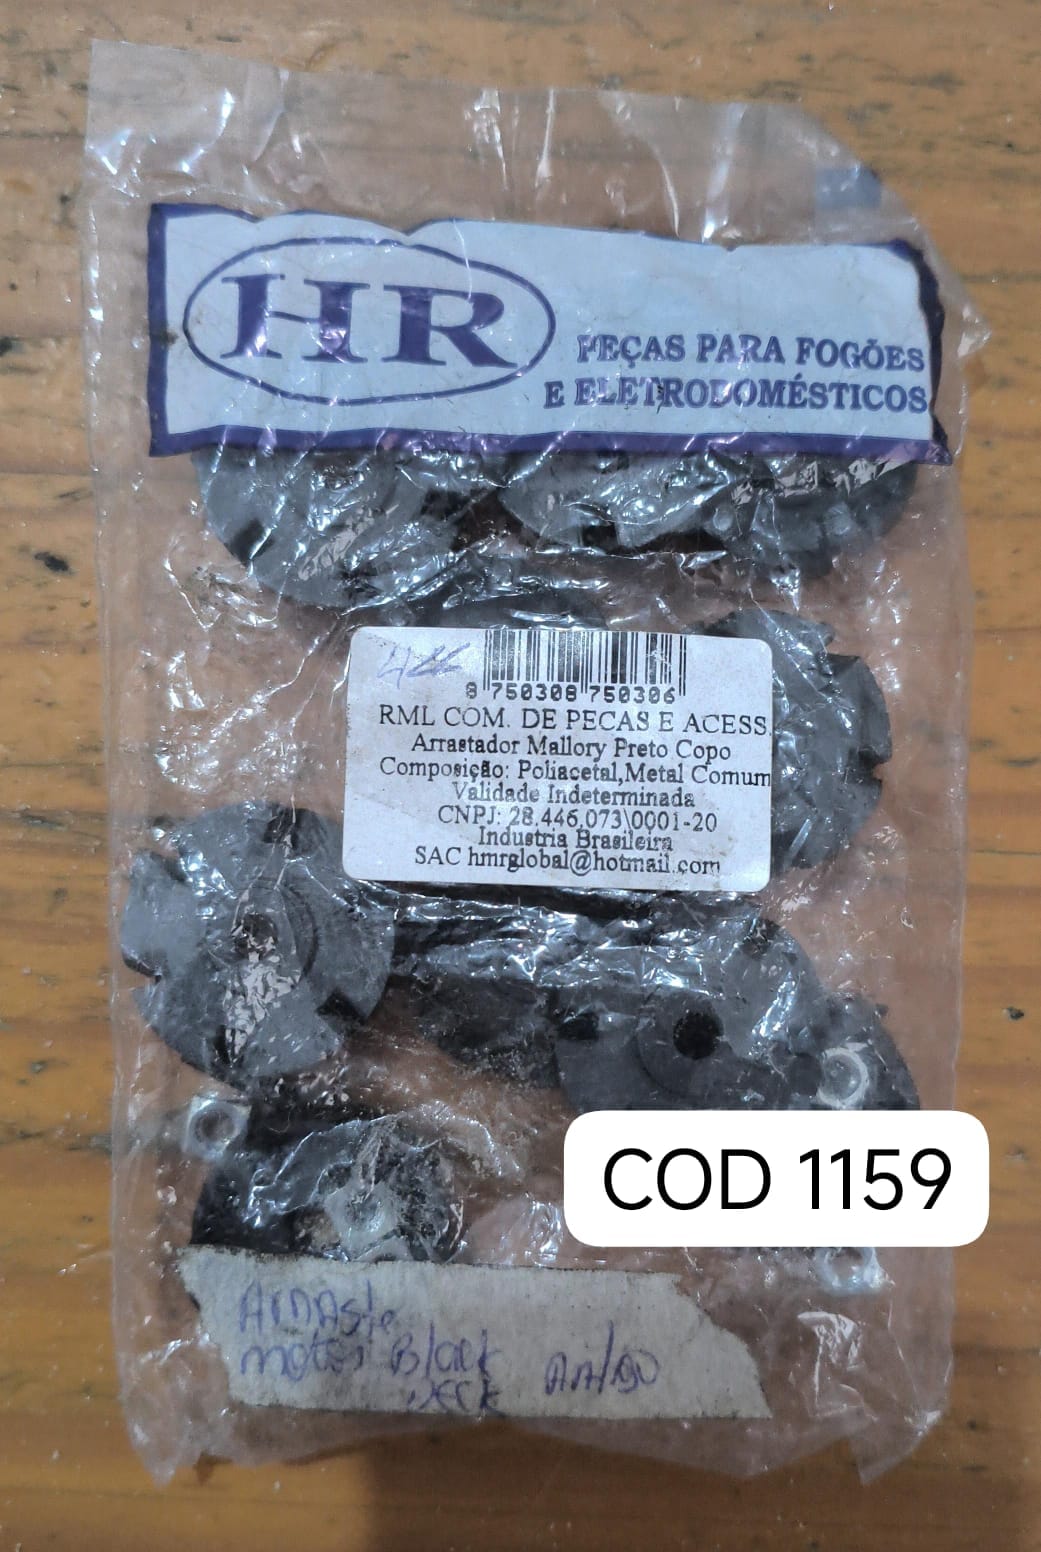 HR
PEÇAS PARA FOGÕES
E ELETRODOMÉSTICOS
8 750308 750306
RML COM. DE PECAS E ACESS.
Arrastador Mallory Preto Copo
Composição: Poliacetal,Metal Comum
Validade Indeterminada
CNPJ: 28.446.073\0001-20
Industria Brasileira
SAC hmrglobal@hotmail.com
COD 1159
Arraste
motor Black
Deck